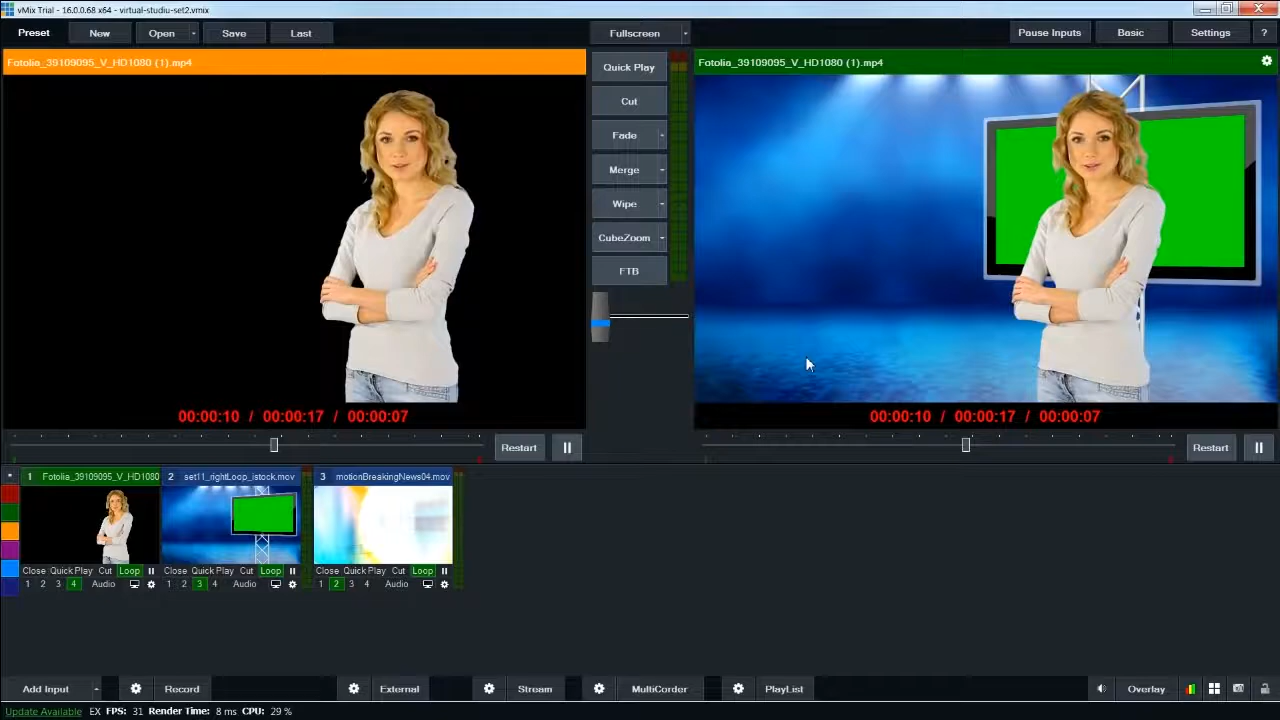 vMix Trial - 16.0.0.68 x64 - virtual-studiu-set2.vmix
Preset New Open Save Last Fullscreen Pause Inputs Basic Settings ?
Fotolia_39109095_V_HD1080 (1).mp4
Fotolia_39109095_V_HD1080 (1).mp4
Quick Play
Cut
Fade
Merge
Wipe
CubeZoom
FTB
00:00:10 / 00:00:17 / 00:00:07
00:00:10 / 00:00:17 / 00:00:07
Restart
Restart
1 Fotolia_39109095_V_HD1080 2 set11_rightLoop_istock.mov 3 motionBreakingNews04.mov
Close Quick Play Cut Loop Close Quick Play Cut Loop Close Quick Play Cut Loop
1 2 3 4 Audio 1 2 3 4 Audio 1 2 3 4 Audio
Add Input Record External Stream MultiCorder PlayList Overlay
Update Available EX FPS: 31 Render Time: 8 ms CPU: 29 %